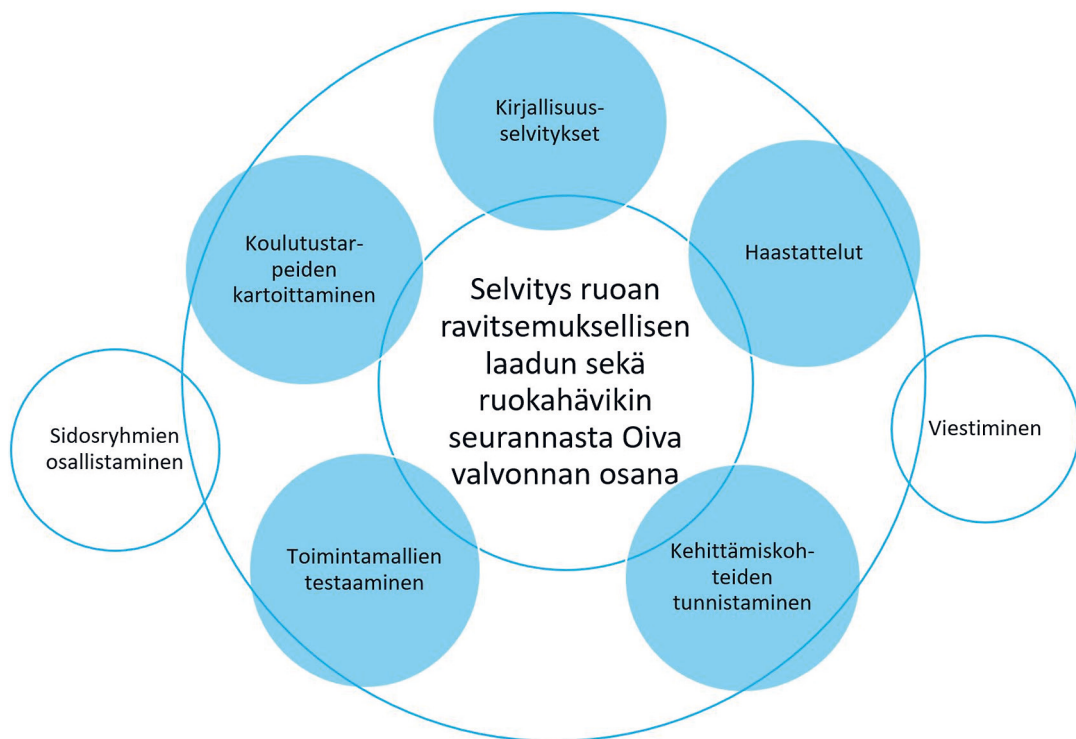 Kirjallisuus-
selvitykset
Koulutustar-
peiden
kartoittaminen
Haastattelut
Selvitys ruoan
ravitsemuksellisen
laadun sekä
ruokahävikin
seurannasta Oiva
valvonnan osana
Sidosryhmien
osallistaminen
Viestiminen
Toimintamallien
testaaminen
Kehittämiskoh-
teiden
tunnistaminen